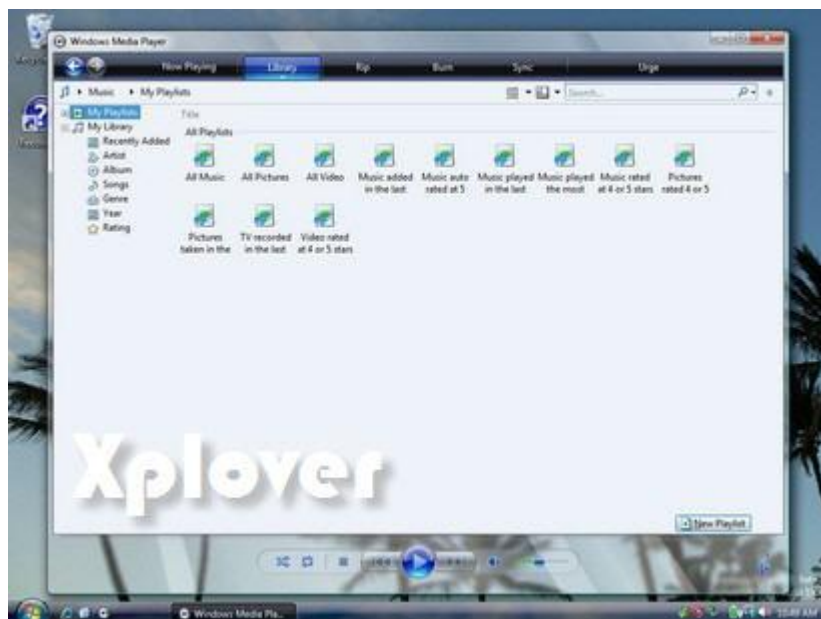 Windows Media Player
Now Playing Library Rip Burn Sync Urge
Music My Playlists Search...
My Playlists
My Library
Recently Added
Artist
Album
Songs
Genre
Year
Rating
Title
All Playlists
All Music All Pictures All Video Music added in the last Music auto rated at 5 Music played in the last Music played the most Music rated at 4 or 5 stars Pictures rated 4 or 5
Pictures taken in the TV recorded in the last Video rated at 4 or 5 stars
Xplover
New Playlist
Windows Media Pla...
10:48 AM